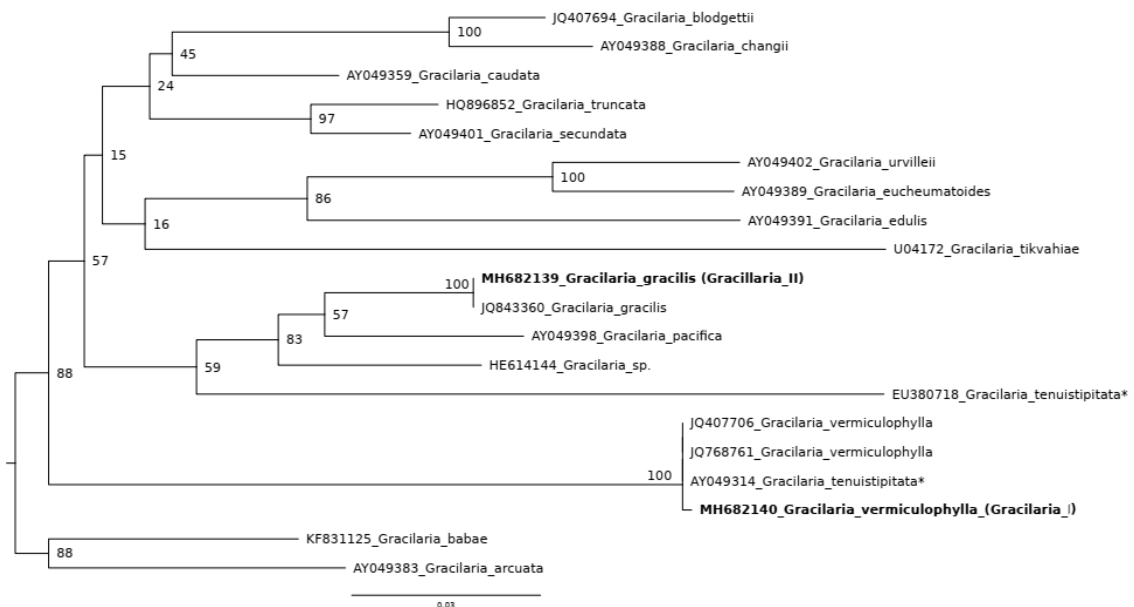 JQ407694_Gracilaria_blodgettii
100
AY049388_Gracilaria_changii
45
AY049359_Gracilaria_caudata
24
HQ896852_Gracilaria_truncata
97
AY049401_Gracilaria_secundata
15
AY049402_Gracilaria_urvilleii
100
AY049389_Gracilaria_eucheumatoides
86
AY049391_Gracilaria_edulis
16
U04172_Gracilaria_tikvahiae
57
MH682139_Gracilaria_gracilis (Gracillaria_II)
100
JQ843360_Gracilaria_gracilis
57
AY049398_Gracilaria_pacifica
83
HE614144_Gracilaria_sp.
59
88
EU380718_Gracilaria_tenuistipitata*
JQ407706_Gracilaria_vermiculophylla
JQ768761_Gracilaria_vermiculophylla
100
AY049314_Gracilaria_tenuistipitata*
MH682140_Gracilaria_vermiculophylla_(Gracilaria_I)
KF831125_Gracilaria_babae
88
AY049383_Gracilaria_arcuata
0.03